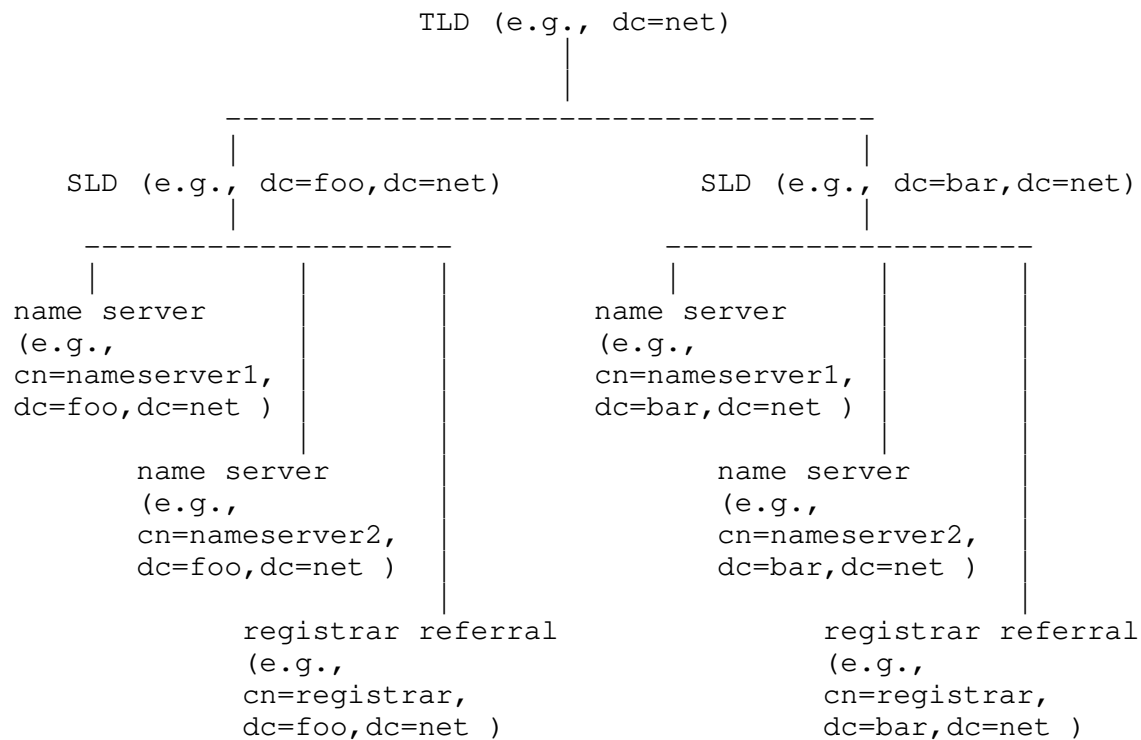 TLD (e.g., dc=net)
SLD (e.g., dc=foo,dc=net)
SLD (e.g., dc=bar,dc=net)
name server
(e.g.,
cn=nameserver1,
dc=foo,dc=net )
name server
(e.g.,
cn=nameserver1,
dc=bar,dc=net )
name server
(e.g.,
cn=nameserver2,
dc=foo,dc=net )
name server
(e.g.,
cn=nameserver2,
dc=bar,dc=net )
registrar referral
(e.g.,
cn=registrar,
dc=foo,dc=net )
registrar referral
(e.g.,
cn=registrar,
dc=bar,dc=net )